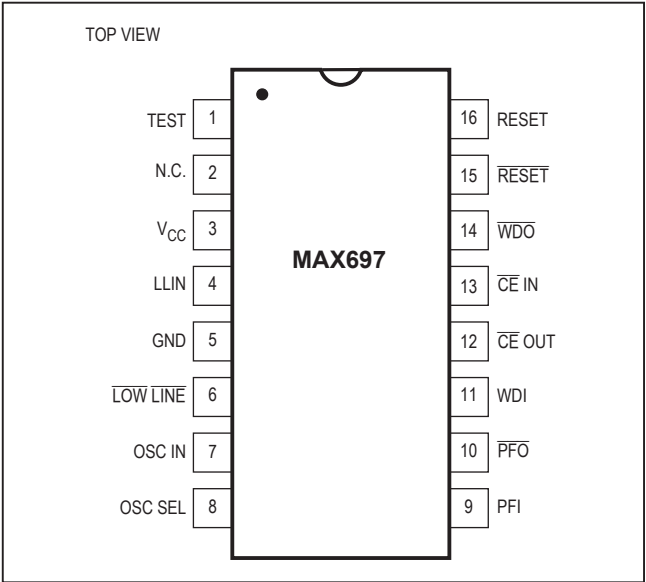 TOP VIEW
MAX697
TEST 1
N.C. 2
VCC 3
LLIN 4
GND 5
LOW LINE 6
OSC IN 7
OSC SEL 8
16 RESET
15 RESET
14 WDO
13 CE IN
12 CE OUT
11 WDI
10 PFO
9 PFI